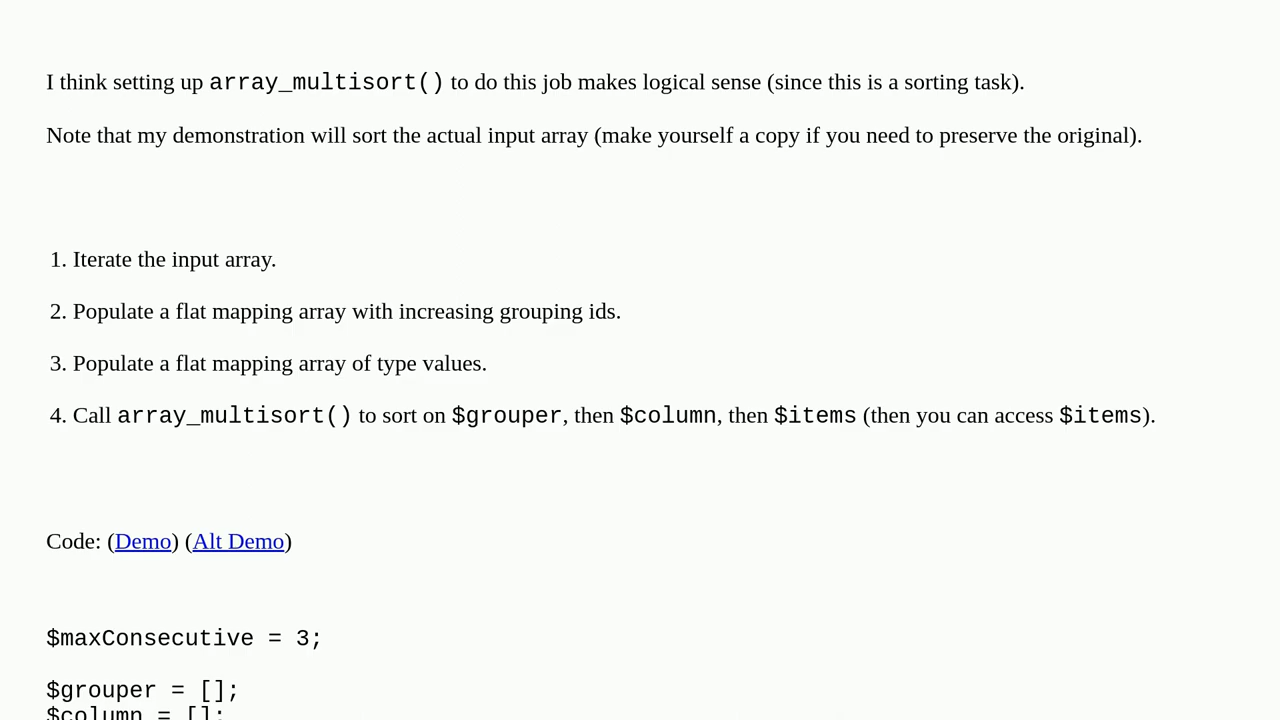 I think setting up array_multisort() to do this job makes logical sense (since this is a sorting task).
Note that my demonstration will sort the actual input array (make yourself a copy if you need to preserve the original).
1. Iterate the input array.
2. Populate a flat mapping array with increasing grouping ids.
3. Populate a flat mapping array of type values.
4. Call array_multisort() to sort on $grouper, then $column, then $items (then you can access $items).
Code: (Demo) (Alt Demo)
$maxConsecutive = 3;
$grouper = [];
$column = [];